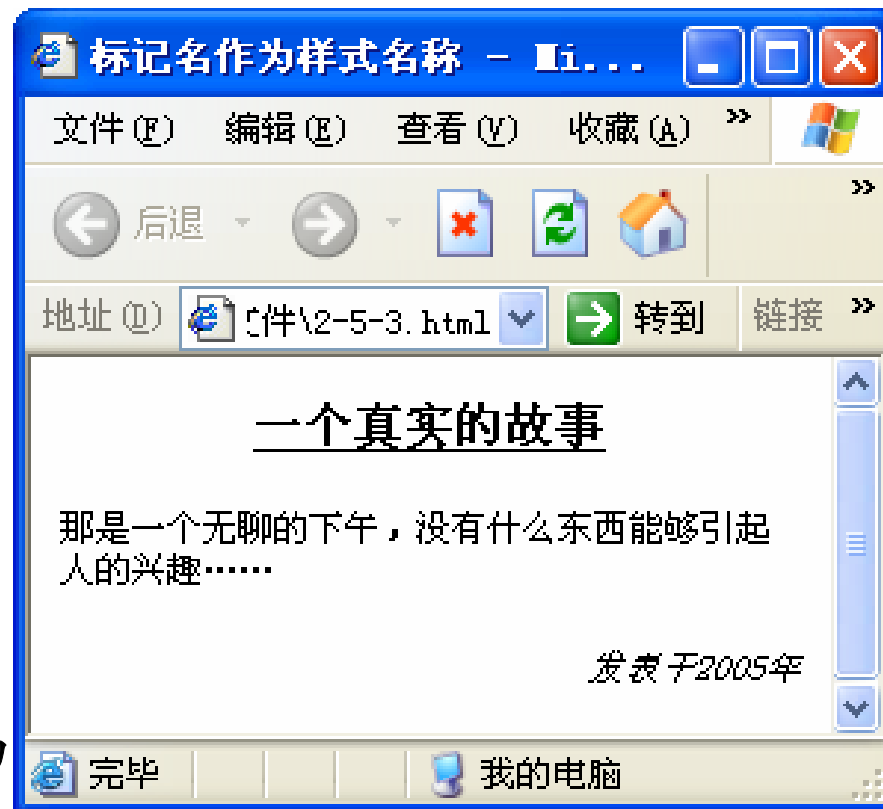 标记名作为样式名称 - Mi...
文件(F) 编辑(E) 查看(V) 收藏(A) »
后退 »
地址(D) 件\2-5-3.html 转到 链接 »
一个真实的故事
那是一个无聊的下午，没有什么东西能够引起
人的兴趣……
发表于2005年
完毕 我的电脑